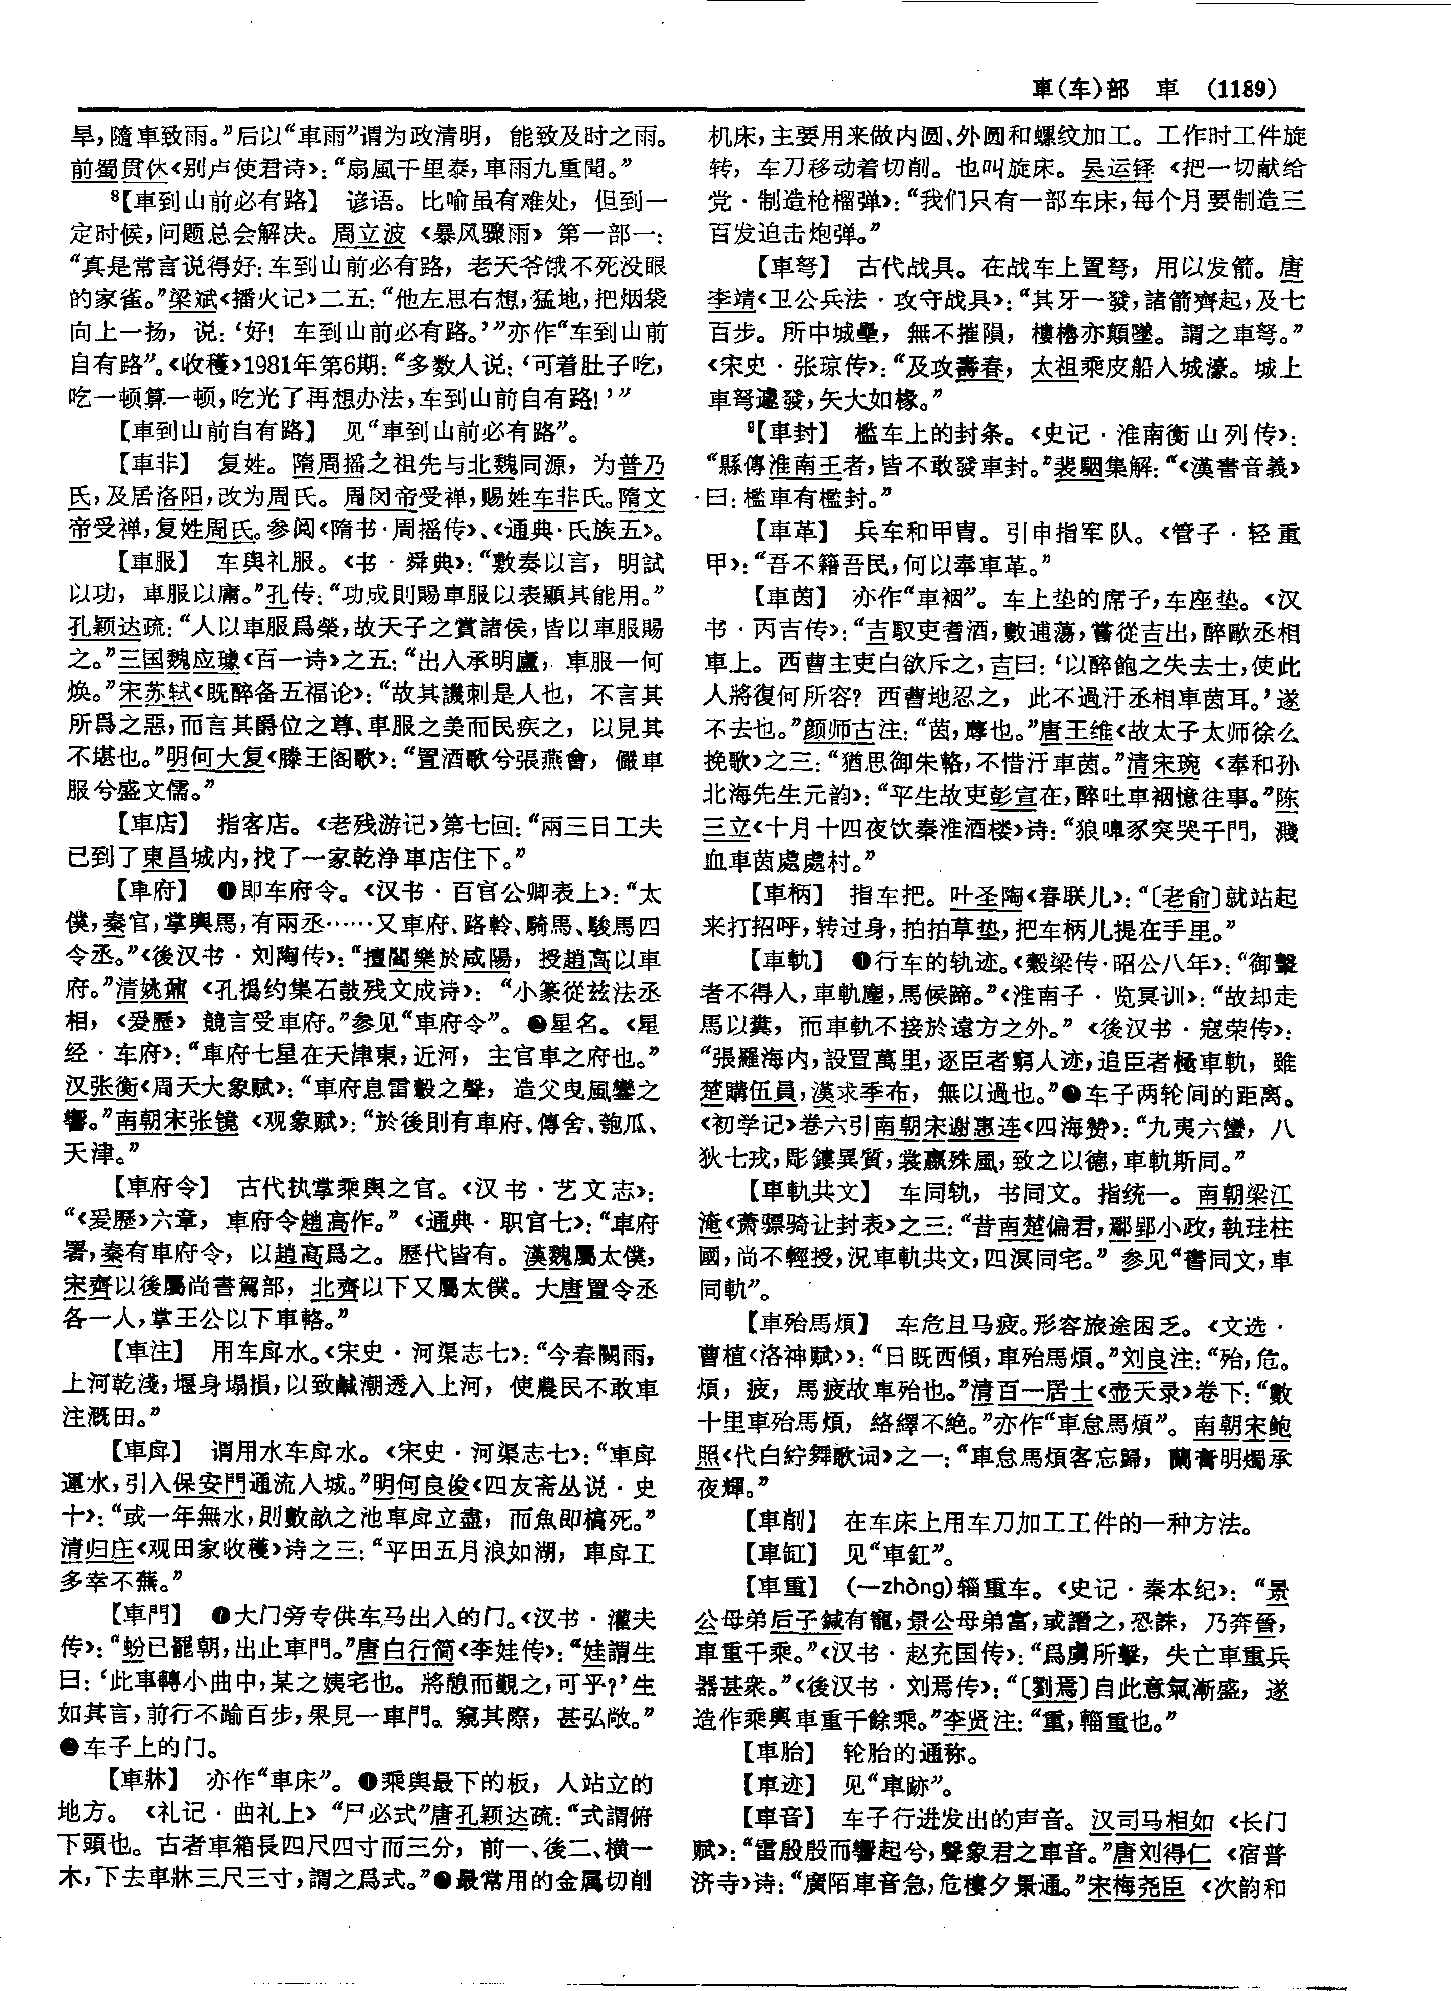 車(车)部 車 (1189)
旱,隨車致雨。”后以“車雨”谓为政清明，能致及时之雨。
前蜀贯休《别卢使君诗》：“扇風千里泰，車雨九重聞。”
⁸【車到山前必有路】 谚语。比喻虽有难处，但到一
定时候，问题总会解决。周立波《暴风骤雨》第一部一：
“真是常言说得好：车到山前必有路，老天爷饿不死没眼
的家雀。”梁斌《播火记》二五：“他左思右想，猛地，把烟袋
向上一扬，说：‘好！车到山前必有路。’”亦作“车到山前
自有路”。《收穫》1981年第6期：“多数人说：‘可着肚子吃，
吃一顿算一顿，吃光了再想办法，车到山前自有路！’”
【車到山前自有路】 见“車到山前必有路”。
【車非】 复姓。隋周摇之祖先与北魏同源，为普乃
氏，及居洛阳，改为周氏。周闵帝受禅，赐姓车非氏。隋文
帝受禅，复姓周氏。参阅《隋书·周摇传》、《通典·氏族五》。
【車服】 车舆礼服。《书·舜典》：“敷奏以言，明試
以功，車服以庸。”孔传：“功成則賜車服以表顯其能用。”
孔颖达疏：“人以車服爲榮，故天子之賞諸侯，皆以車服賜
之。”三国魏应璩《百一诗》之五：“出入承明廬，車服一何
焕。”宋苏轼《既醉备五福论》：“故其譏刺是人也，不言其
所爲之惡，而言其爵位之尊、車服之美而民疾之，以見其
不堪也。”明何大复《滕王阁歌》：“置酒歌兮張燕會，儼車
服兮盛文儒。”
【車店】 指客店。《老残游记》第七回：“兩三日工夫
已到了東昌城内，找了一家乾浄車店住下。”
【車府】 ❶即车府令。《汉书·百官公卿表上》：“太
僕，秦官，掌輿馬，有兩丞……又車府、路軨、騎馬、駿馬四
令丞。”《後汉书·刘陶传》：“擅閻樂於咸陽，授趙高以車
府。”清姚鼐《孔撝约集石鼓残文成诗》：“小篆從兹法丞
相，《爰歷》競言受車府。”参见“車府令”。❷星名。《星
经·车府》：“車府七星在天津東，近河，主官車之府也。”
汉张衡《周天大象赋》：“車府息雷轂之聲，造父曳風鑾之
響。”南朝宋张镜《观象赋》：“於後則有車府、傳舍、匏瓜、
天津。”
【車府令】 古代执掌乘舆之官。《汉书·艺文志》：
“《爰歷》六章，車府令趙高作。”《通典·职官七》：“車府
署，秦有車府令，以趙高爲之。歷代皆有。漢魏屬太僕，
宋齊以後屬尚書駕部，北齊以下又屬太僕。大唐置令丞
各一人，掌王公以下車輅。”
【車注】 用车戽水。《宋史·河渠志七》：“今春闕雨，
上河乾淺，堰身塌損，以致鹹潮透入上河，使農民不敢車
注溉田。”
【車戽】 谓用水车戽水。《宋史·河渠志七》：“車戽
運水，引入保安門通流入城。”明何良俊《四友斋丛说·史
十》：“或一年無水，則數畝之池車戽立盡，而魚即槁死。”
清归庄《观田家收穫》诗之三：“平田五月浪如湖，車戽工
多幸不蕪。”
【車門】 ❶大门旁专供车马出入的门。《汉书·灌夫
传》：“蚡已罷朝，出止車門。”唐白行简《李娃传》：“娃謂生
曰：‘此車轉小曲中，某之姨宅也。將憩而覲之，可乎？’生
如其言，前行不踰百步，果見一車門。窺其際，甚弘敞。”
❷车子上的门。
【車牀】 亦作“車床”。❶乘舆最下的板，人站立的
地方。《礼记·曲礼上》“尸必式”唐孔颖达疏：“式謂俯
下頭也。古者車箱長四尺四寸而三分，前一、後二、横一
木，下去車牀三尺三寸，謂之爲式。”❷最常用的金属切削
机床，主要用来做内圆、外圆和螺纹加工。工作时工件旋
转，车刀移动着切削。也叫旋床。吴运铎《把一切献给
党·制造枪榴弹》：“我们只有一部车床，每个月要制造三
百发迫击炮弹。”
【車弩】 古代战具。在战车上置弩，用以发箭。唐
李靖《卫公兵法·攻守战具》：“其牙一發，諸箭齊起，及七
百步。所中城壘，無不摧隕，樓櫓亦顛墜。謂之車弩。”
《宋史·张琼传》：“及攻壽春，太祖乘皮船入城濠。城上
車弩遽發，矢大如椽。”
⁸【車封】 槛车上的封条。《史记·淮南衡山列传》：
“縣傳淮南王者，皆不敢發車封。”裴駰集解：“《漢書音義》
曰：檻車有檻封。”
【車革】 兵车和甲胄。引申指军队。《管子·轻重
甲》：“吾不籍吾民，何以奉車革。”
【車茵】 亦作“車裀”。车上垫的席子，车座垫。《汉
书·丙吉传》：“吉馭吏耆酒，數逋蕩，嘗從吉出，醉歐丞相
車上。西曹主吏白欲斥之，吉曰：‘以醉飽之失去士，使此
人將復何所容？西曹地忍之，此不過汙丞相車茵耳。’遂
不去也。”颜师古注：“茵，蓐也。”唐王维《故太子太师徐公
挽歌》之三：“猶思御朱輅，不惜汙車茵。”清宋琬《奉和孙
北海先生元韵》：“平生故吏彭宣在，醉吐車裀憶往事。”陈
三立《十月十四夜饮秦淮酒楼》诗：“狼嗥豕突哭千門，濺
血車茵處處村。”
【車柄】 指车把。叶圣陶《春联儿》：“〔老俞〕就站起
来打招呼，转过身，拍拍草垫，把车柄儿提在手里。”
【車軌】 ❶行车的轨迹。《榖梁传·昭公八年》：“御轚
者不得入，車軌塵，馬候蹄。”《淮南子·览冥训》：“故却走
馬以糞，而車軌不接於遠方之外。”《後汉书·寇荣传》：
“張羅海内，設罝萬里，逐臣者窮人迹，追臣者極車軌，雖
楚購伍員，漢求季布，無以過也。”❷车子两轮间的距离。
《初学记》卷六引南朝宋谢惠连《四海赞》：“九夷六蠻，八
狄七戎，彫鏤異質，裳羸殊風，致之以德，車軌斯同。”
【車軌共文】 车同轨，书同文。指统一。南朝梁江
淹《萧骠骑让封表》之三：“昔南楚偏君，鄢郢小政，執珪柱
國，尚不輕授，況車軌共文，四溟同宅。”参见“書同文，車
同軌”。
【車殆馬煩】 车危且马疲。形容旅途困乏。《文选·
曹植〈洛神赋〉》：“日既西傾，車殆馬煩。”刘良注：“殆，危。
煩，疲，馬疲故車殆也。”清百一居士《壶天录》卷下：“數
十里車殆馬煩，絡繹不絶。”亦作“車怠馬煩”。南朝宋鲍
照《代白紵舞歌词》之一：“車怠馬煩客忘歸，蘭膏明燭承
夜輝。”
【車削】 在车床上用车刀加工工件的一种方法。
【車缸】 见“車釭”。
【車重】 (—zhòng)辎重车。《史记·秦本纪》：“景
公母弟后子鍼有寵，景公母弟富，或譖之，恐誅，乃奔晉，
車重千乘。”《汉书·赵充国传》：“爲虜所擊，失亡車重兵
器甚衆。”《後汉书·刘焉传》：“〔劉焉〕自此意氣漸盛，遂
造作乘輿車重千餘乘。”李贤注：“重，輜重也。”
【車胎】 轮胎的通称。
【車迹】 见“車跡”。
【車音】 车子行进发出的声音。汉司马相如《长门
赋》：“雷殷殷而響起兮，聲象君之車音。”唐刘得仁《宿普
济寺》诗：“廣陌車音急，危樓夕景通。”宋梅尧臣《次韵和